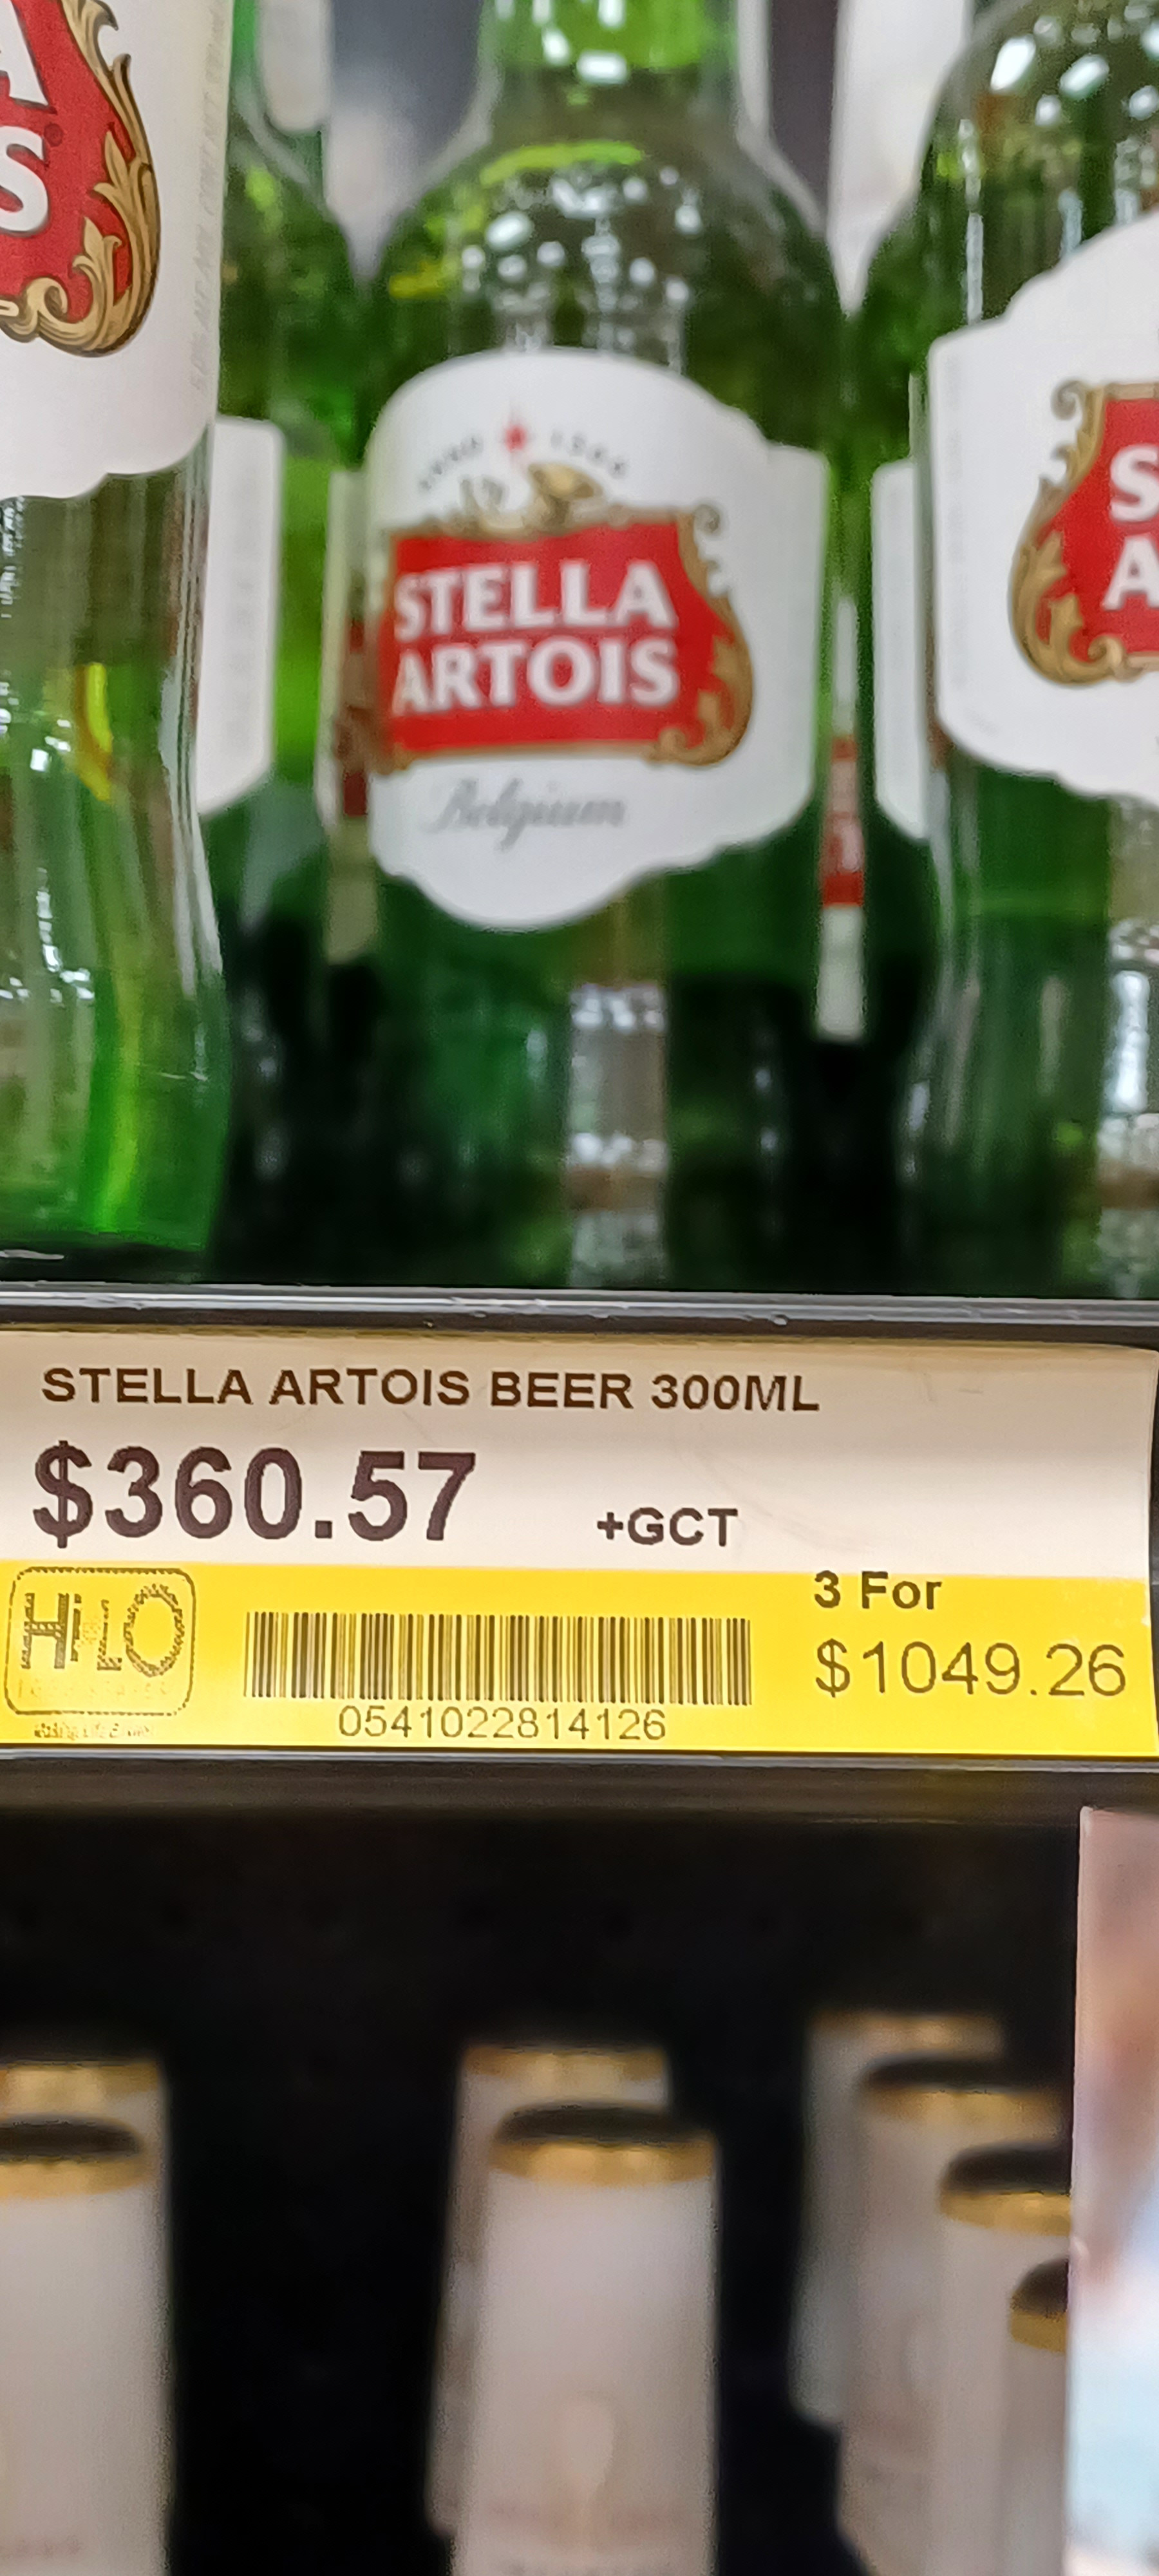 A
S
STELLA
ARTOIS
Belgium
S
A
STELLA ARTOIS BEER 300ML
$360.57 +GCT
HiLO
3 For
$1049.26
0541022814126